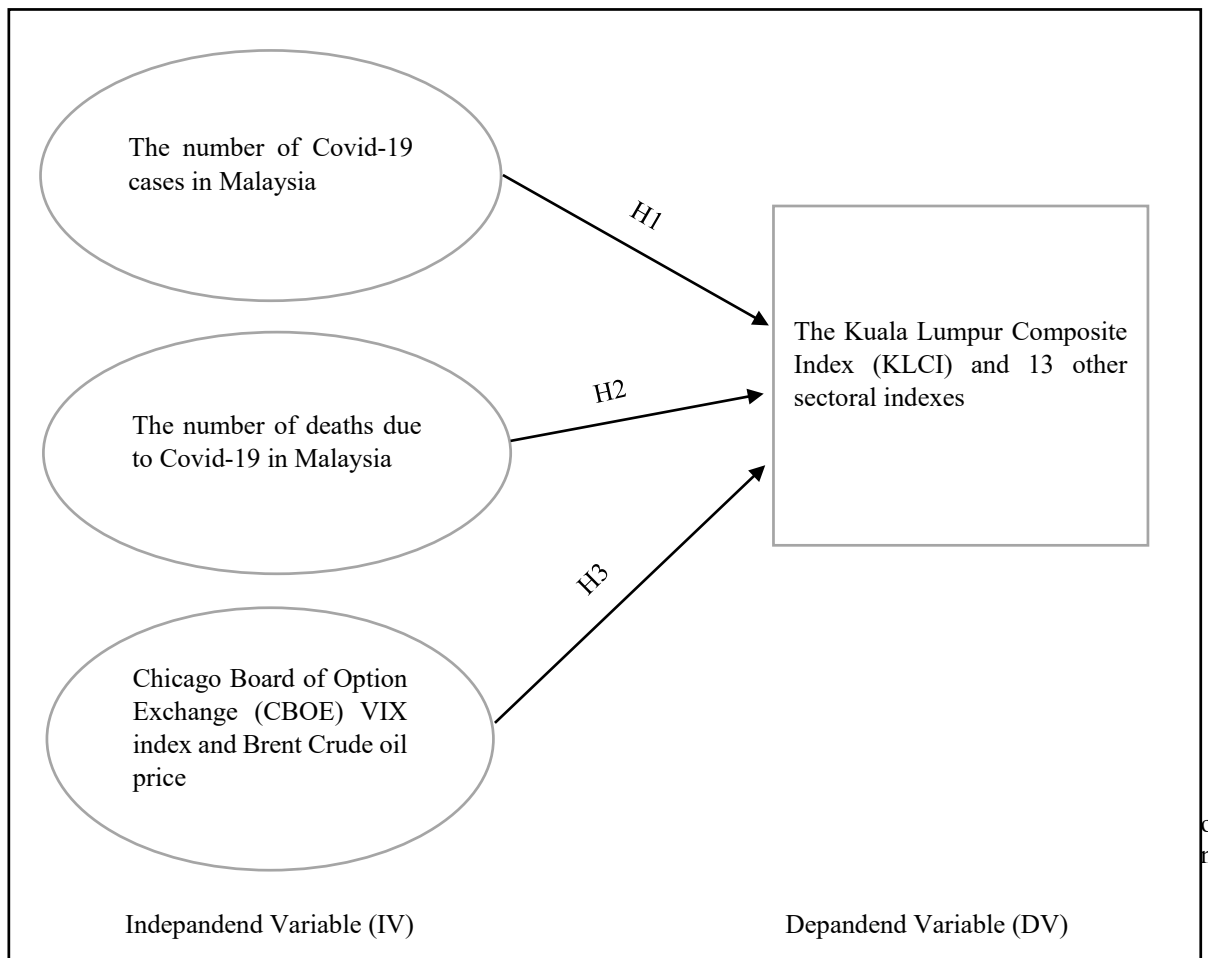 The number of Covid-19
cases in Malaysia
H1
The Kuala Lumpur Composite
Index (KLCI) and 13 other
sectoral indexes
H2
The number of deaths due
to Covid-19 in Malaysia
H3
Chicago Board of Option
Exchange (CBOE) VIX
index and Brent Crude oil
price
Indepandend Variable (IV)
Depandend Variable (DV)